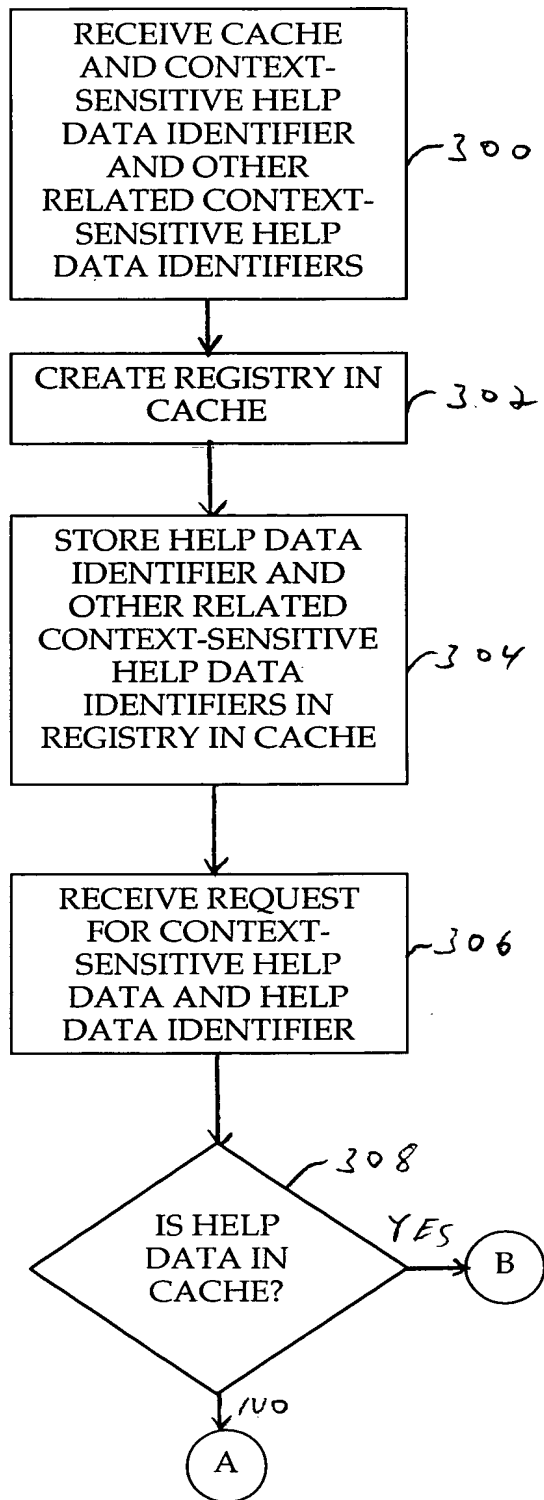 RECEIVE CACHE
AND CONTEXT-
SENSITIVE HELP
DATA IDENTIFIER
AND OTHER
RELATED CONTEXT-
SENSITIVE HELP
DATA IDENTIFIERS
300
CREATE REGISTRY IN
CACHE
302
STORE HELP DATA
IDENTIFIER AND
OTHER RELATED
CONTEXT-SENSITIVE
HELP DATA
IDENTIFIERS IN
REGISTRY IN CACHE
304
RECEIVE REQUEST
FOR CONTEXT-
SENSITIVE HELP
DATA AND HELP
DATA IDENTIFIER
306
308
IS HELP
DATA IN
CACHE?
YES
B
NO
A